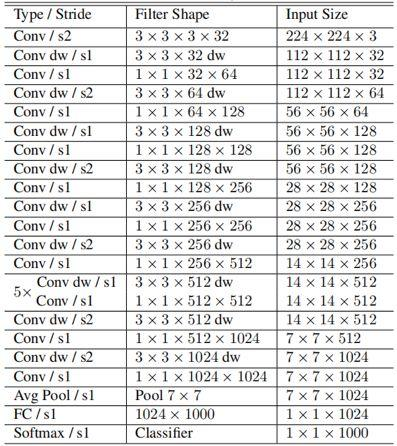 Type / Stride Filter Shape Input Size
Conv / s2 3 × 3 × 3 × 32 224 × 224 × 3
Conv dw / s1 3 × 3 × 32 dw 112 × 112 × 32
Conv / s1 1 × 1 × 32 × 64 112 × 112 × 32
Conv dw / s2 3 × 3 × 64 dw 112 × 112 × 64
Conv / s1 1 × 1 × 64 × 128 56 × 56 × 64
Conv dw / s1 3 × 3 × 128 dw 56 × 56 × 128
Conv / s1 1 × 1 × 128 × 128 56 × 56 × 128
Conv dw / s2 3 × 3 × 128 dw 56 × 56 × 128
Conv / s1 1 × 1 × 128 × 256 28 × 28 × 128
Conv dw / s1 3 × 3 × 256 dw 28 × 28 × 256
Conv / s1 1 × 1 × 256 × 256 28 × 28 × 256
Conv dw / s2 3 × 3 × 256 dw 28 × 28 × 256
Conv / s1 1 × 1 × 256 × 512 14 × 14 × 256
5× Conv dw / s1 3 × 3 × 512 dw 14 × 14 × 512
Conv / s1 1 × 1 × 512 × 512 14 × 14 × 512
Conv dw / s2 3 × 3 × 512 dw 14 × 14 × 512
Conv / s1 1 × 1 × 512 × 1024 7 × 7 × 512
Conv dw / s2 3 × 3 × 1024 dw 7 × 7 × 1024
Conv / s1 1 × 1 × 1024 × 1024 7 × 7 × 1024
Avg Pool / s1 Pool 7 × 7 7 × 7 × 1024
FC / s1 1024 × 1000 1 × 1 × 1024
Softmax / s1 Classifier 1 × 1 × 1000